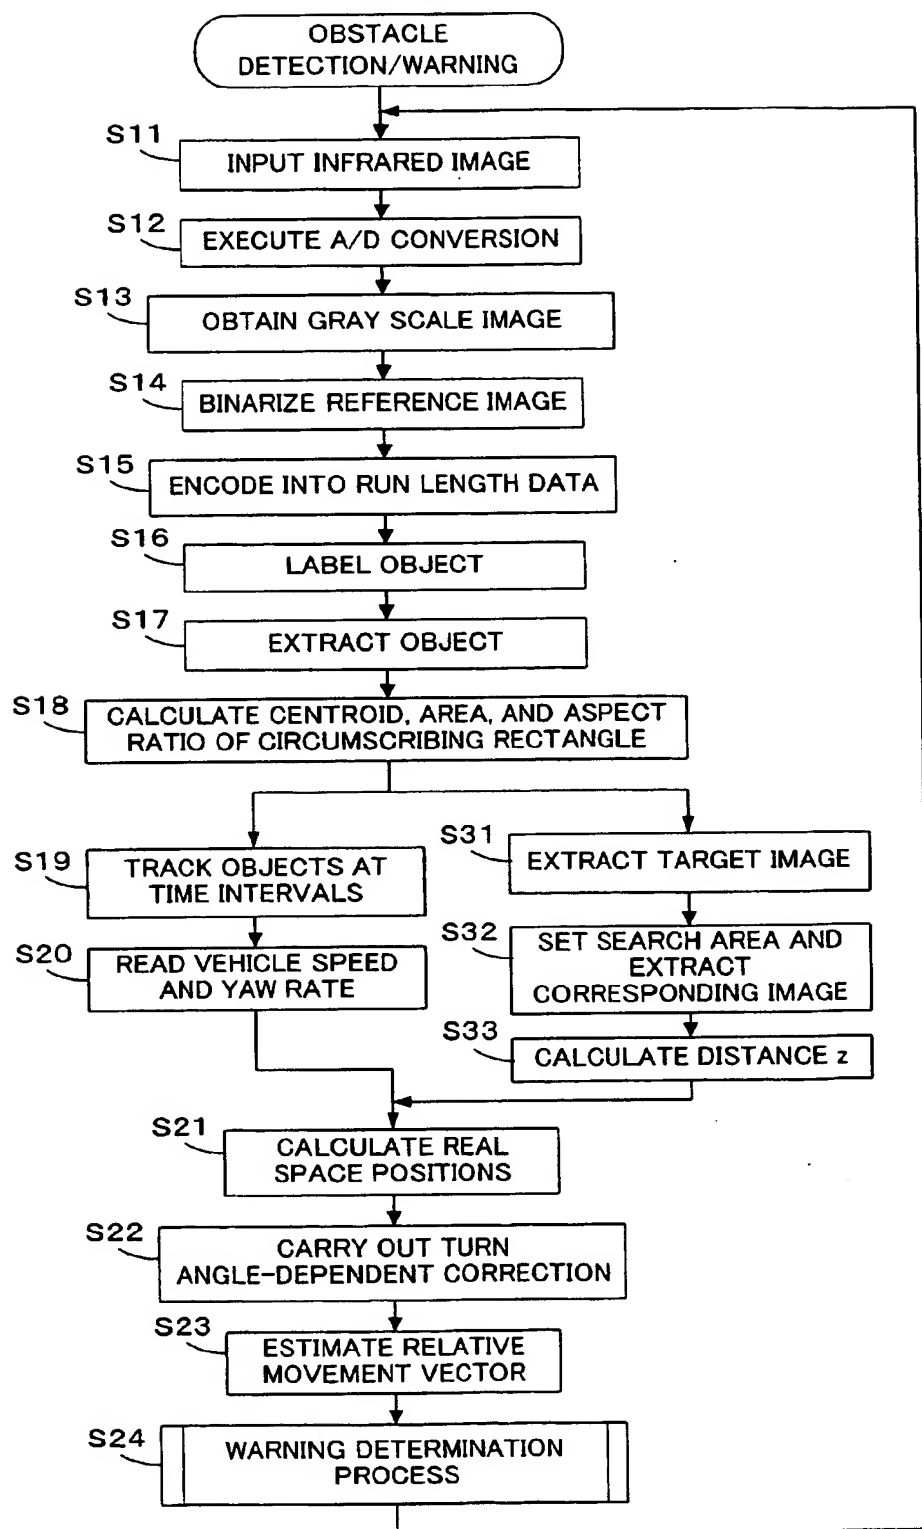 OBSTACLE
DETECTION/WARNING
S11
INPUT INFRARED IMAGE
S12
EXECUTE A/D CONVERSION
S13
OBTAIN GRAY SCALE IMAGE
S14
BINARIZE REFERENCE IMAGE
S15
ENCODE INTO RUN LENGTH DATA
S16
LABEL OBJECT
S17
EXTRACT OBJECT
S18
CALCULATE CENTROID, AREA, AND ASPECT
RATIO OF CIRCUMSCRIBING RECTANGLE
S19
TRACK OBJECTS AT
TIME INTERVALS
S20
READ VEHICLE SPEED
AND YAW RATE
S31
EXTRACT TARGET IMAGE
S32
SET SEARCH AREA AND
EXTRACT
CORRESPONDING IMAGE
S33
CALCULATE DISTANCE z
S21
CALCULATE REAL
SPACE POSITIONS
S22
CARRY OUT TURN
ANGLE-DEPENDENT CORRECTION
S23
ESTIMATE RELATIVE
MOVEMENT VECTOR
S24
WARNING DETERMINATION
PROCESS